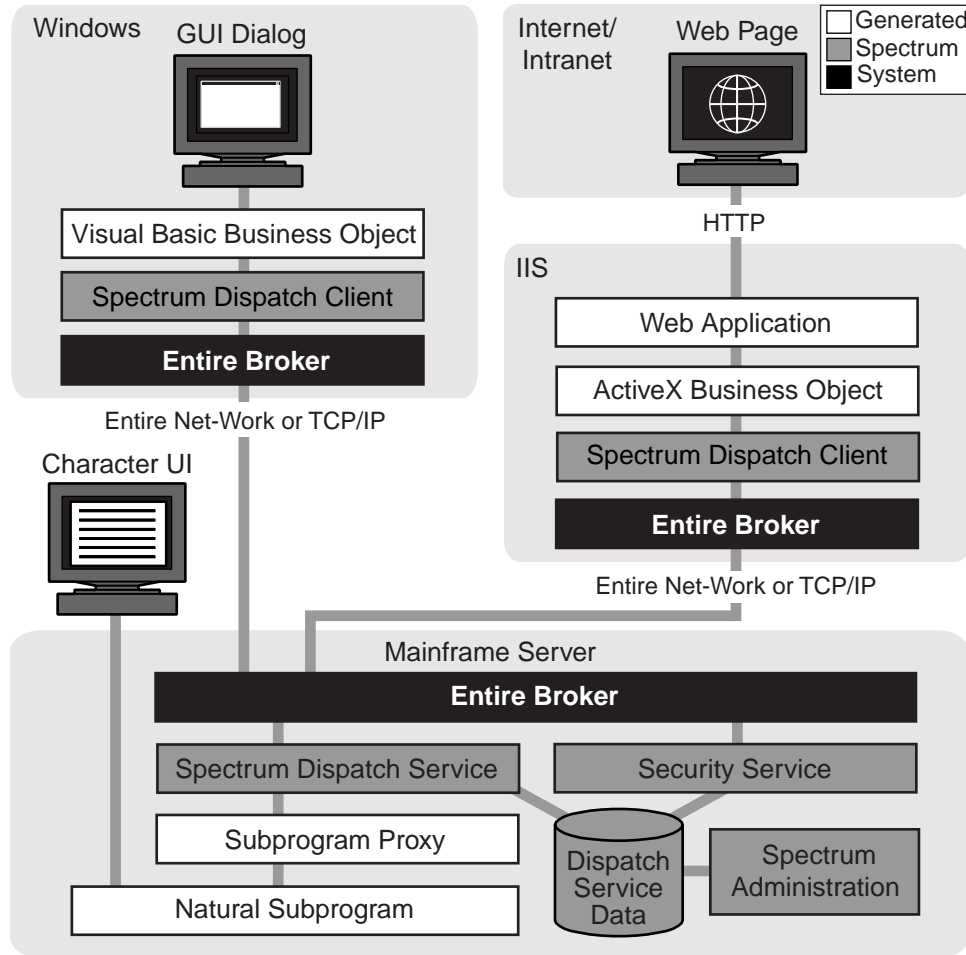 Windows
GUI Dialog
Visual Basic Business Object
Spectrum Dispatch Client
Entire Broker
Entire Net-Work or TCP/IP
Internet/
Intranet
Web Page
Generated
Spectrum
System
HTTP
IIS
Web Application
ActiveX Business Object
Spectrum Dispatch Client
Entire Broker
Entire Net-Work or TCP/IP
Character UI
Mainframe Server
Entire Broker
Spectrum Dispatch Service
Security Service
Subprogram Proxy
Natural Subprogram
Dispatch
Service
Data
Spectrum
Administration